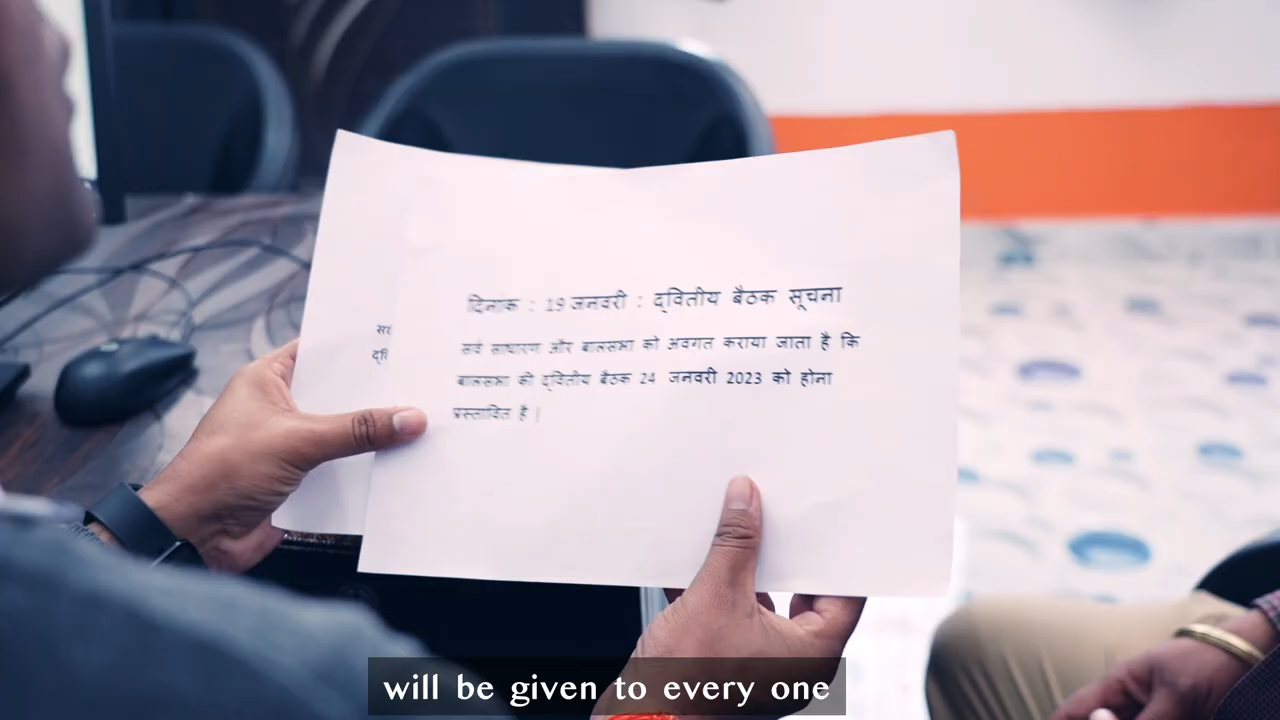 दिनांक : 19 जनवरी : द्वितीय बैठक सूचना
सर्व साधारण और बालसभा को अवगत कराया जाता है कि
बालसभा की द्वितीय बैठक 24 जनवरी 2023 को होना
प्रस्तावित है |
will be given to every one